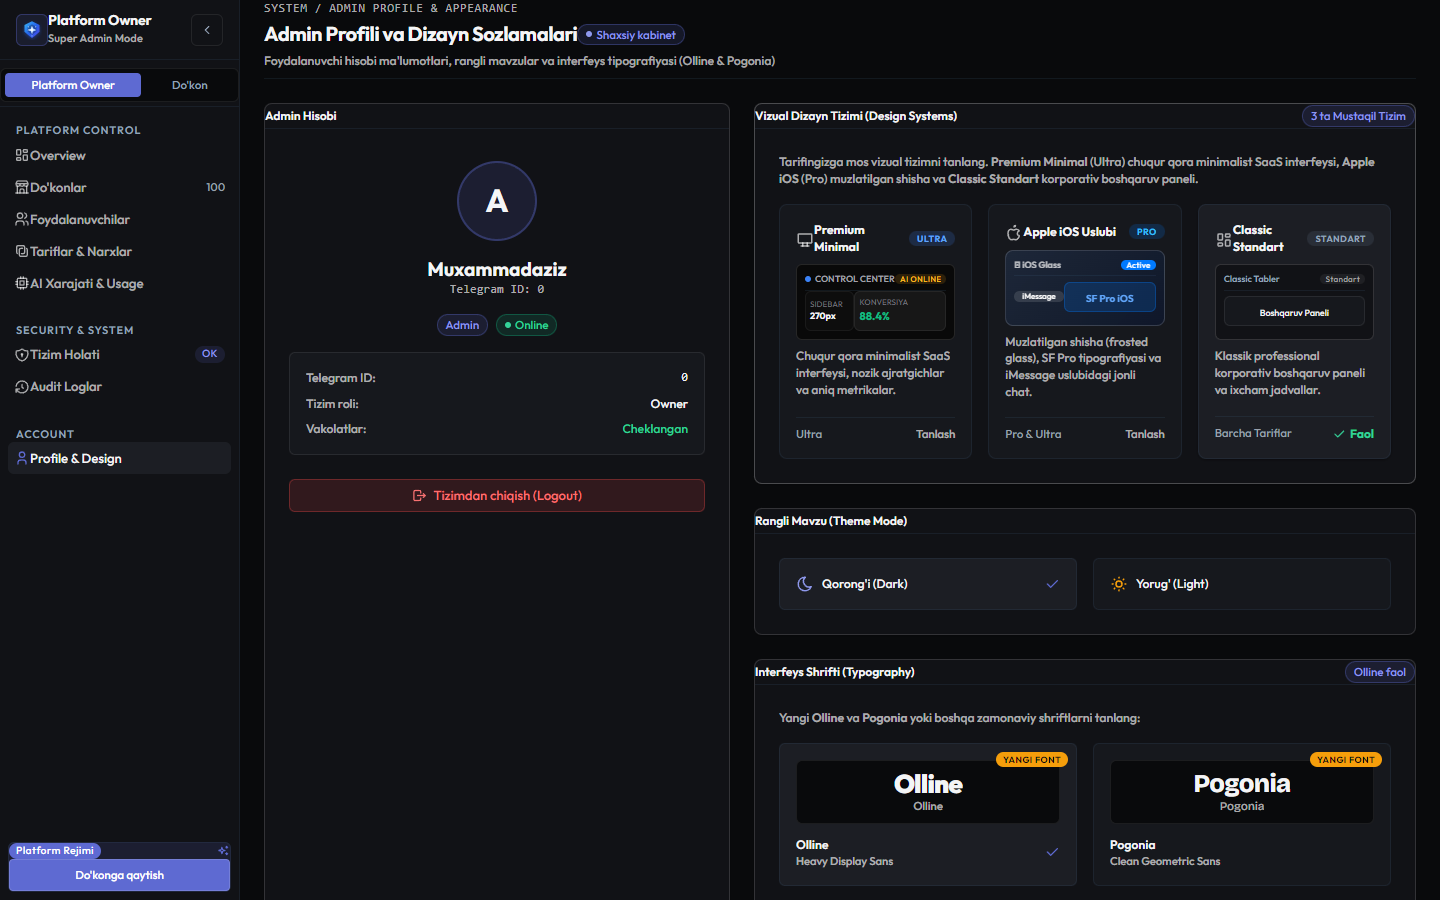 Platform Owner
Super Admin Mode
Platform Owner
Do'kon
PLATFORM CONTROL
Overview
Do'konlar
100
Foydalanuvchilar
Tariflar & Narxlar
AI Xarajati & Usage
SECURITY & SYSTEM
Tizim Holati
OK
Audit Loglar
ACCOUNT
Profile & Design
Platform Rejimi
Do'konga qaytish
SYSTEM / ADMIN PROFILE & APPEARANCE
Admin Profili va Dizayn Sozlamalari
Shaxsiy kabinet
Foydalanuvchi hisobi ma'lumotlari, rangli mavzular va interfeys tipografiyasi (Olline & Pogonia)
Admin Hisobi
A
Muxammadaziz
Telegram ID: 0
Admin
Online
Telegram ID:
0
Tizim roli:
Owner
Vakolatlar:
Cheklangan
Tizimdan chiqish (Logout)
Vizual Dizayn Tizimi (Design Systems)
3 ta Mustaqil Tizim
Tarifingizga mos vizual tizimni tanlang. Premium Minimal (Ultra) chuqur qora minimalist SaaS interfeysi, Apple
iOS (Pro) muzlatilgan shisha va Classic Standart korporativ boshqaruv paneli.
Premium
Minimal
ULTRA
CONTROL CENTER
AI ONLINE
SIDEBAR
270px
KONVERSIYA
88.4%
Chuqur qora minimalist SaaS
interfeysi, nozik ajratgichlar
va aniq metrikalar.
Ultra
Tanlash
Apple iOS Uslubi
PRO
iOS Glass
Active
iMessage
SF Pro iOS
Muzlatilgan shisha (frosted
glass), SF Pro tipografiyasi va
iMessage uslubidagi jonli
chat.
Pro & Ultra
Tanlash
Classic
Standart
STANDART
Classic Tabler
Standart
Boshqaruv Paneli
Klassik professional
korporativ boshqaruv paneli
va ixcham jadvallar.
Barcha Tariflar
Faol
Rangli Mavzu (Theme Mode)
Qorong'i (Dark)
Yorug' (Light)
Interfeys Shrifti (Typography)
Olline faol
Yangi Olline va Pogonia yoki boshqa zamonaviy shriftlarni tanlang:
YANGI FONT
Olline
Olline
Olline
Heavy Display Sans
YANGI FONT
Pogonia
Pogonia
Pogonia
Clean Geometric Sans